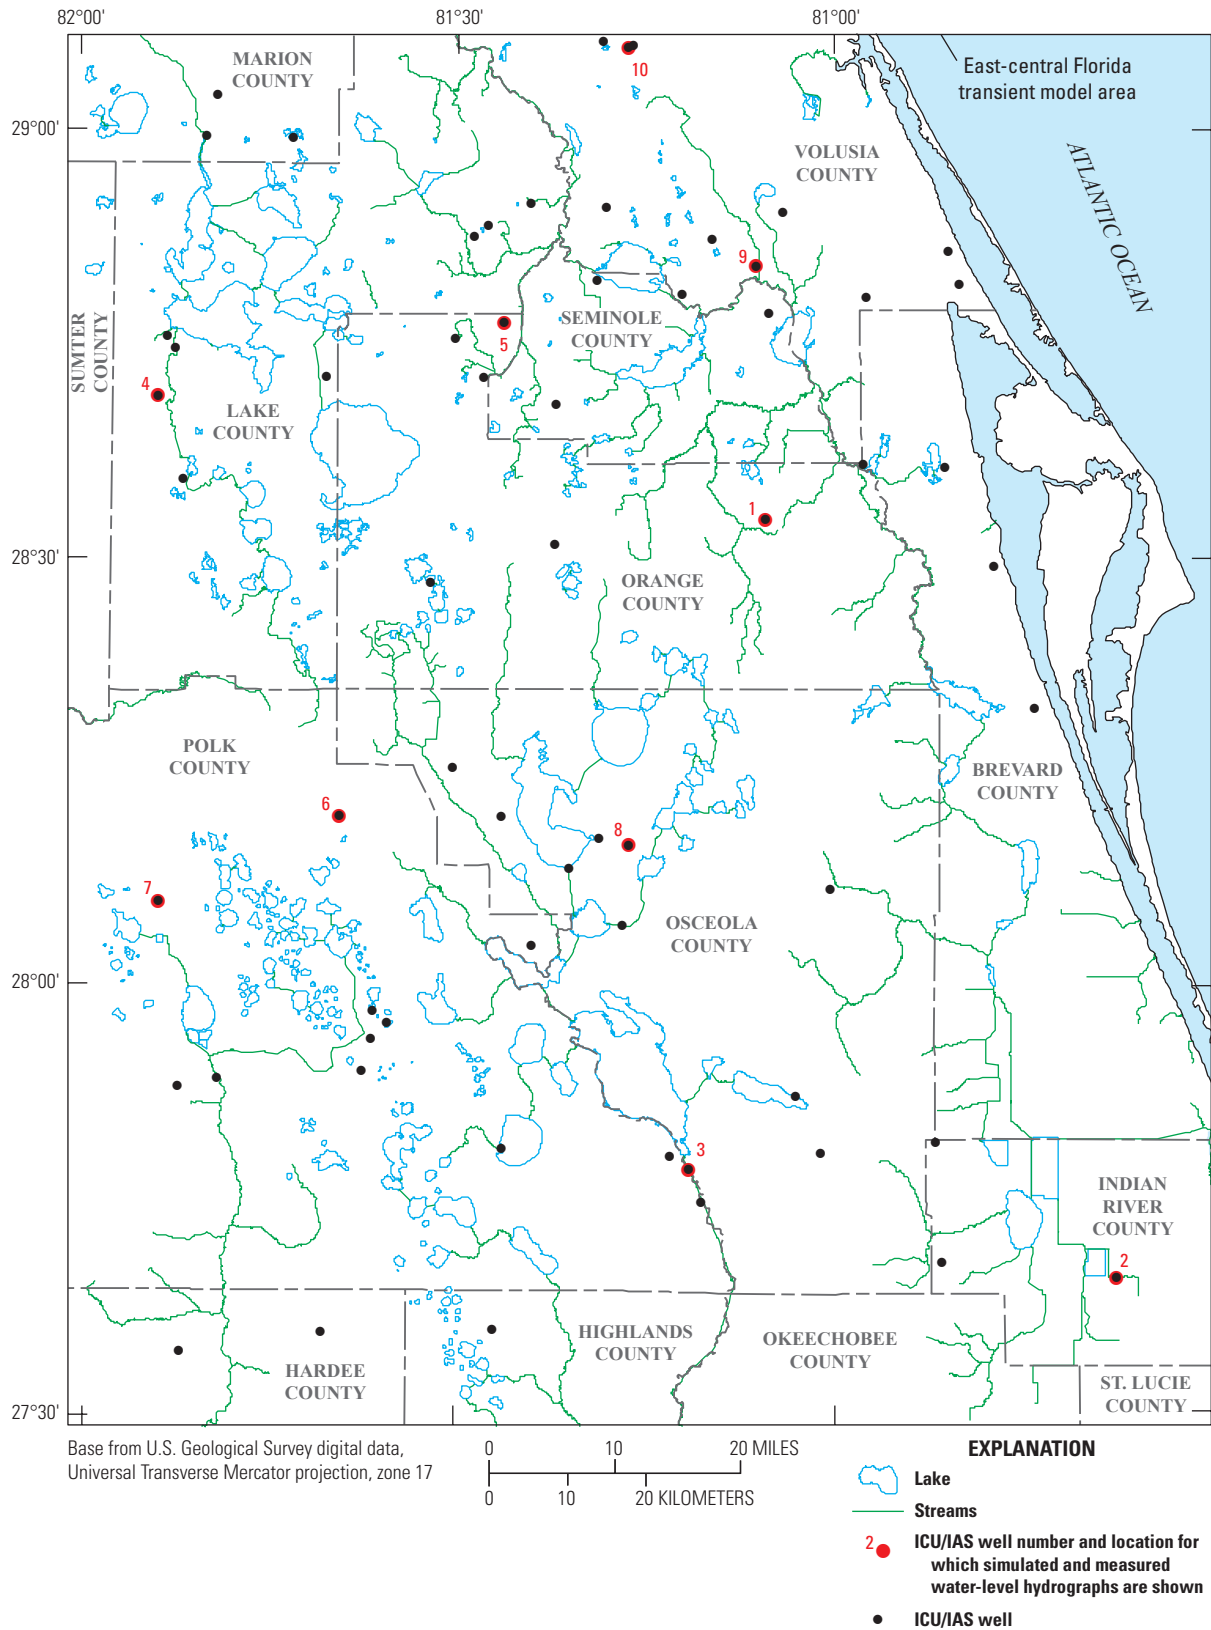 82°00'
81°30'
81°00'
MARION
COUNTY
10
East-central Florida
transient model area
29°00'
VOLUSIA
COUNTY
ATLANTIC OCEAN
9
SUMTER
COUNTY
5
SEMINOLE
COUNTY
4
LAKE
COUNTY
1
28°30'
ORANGE
COUNTY
POLK
COUNTY
BREVARD
COUNTY
6
8
7
OSCEOLA
COUNTY
28°00'
3
INDIAN
RIVER
COUNTY
2
HIGHLANDS
COUNTY
OKEECHOBEE
COUNTY
HARDEE
COUNTY
ST. LUCIE
COUNTY
27°30'
Base from U.S. Geological Survey digital data,
Universal Transverse Mercator projection, zone 17
0 10 20 MILES
0 10 20 KILOMETERS
EXPLANATION
Lake
Streams
2 ICU/IAS well number and location for
which simulated and measured
water-level hydrographs are shown
ICU/IAS well